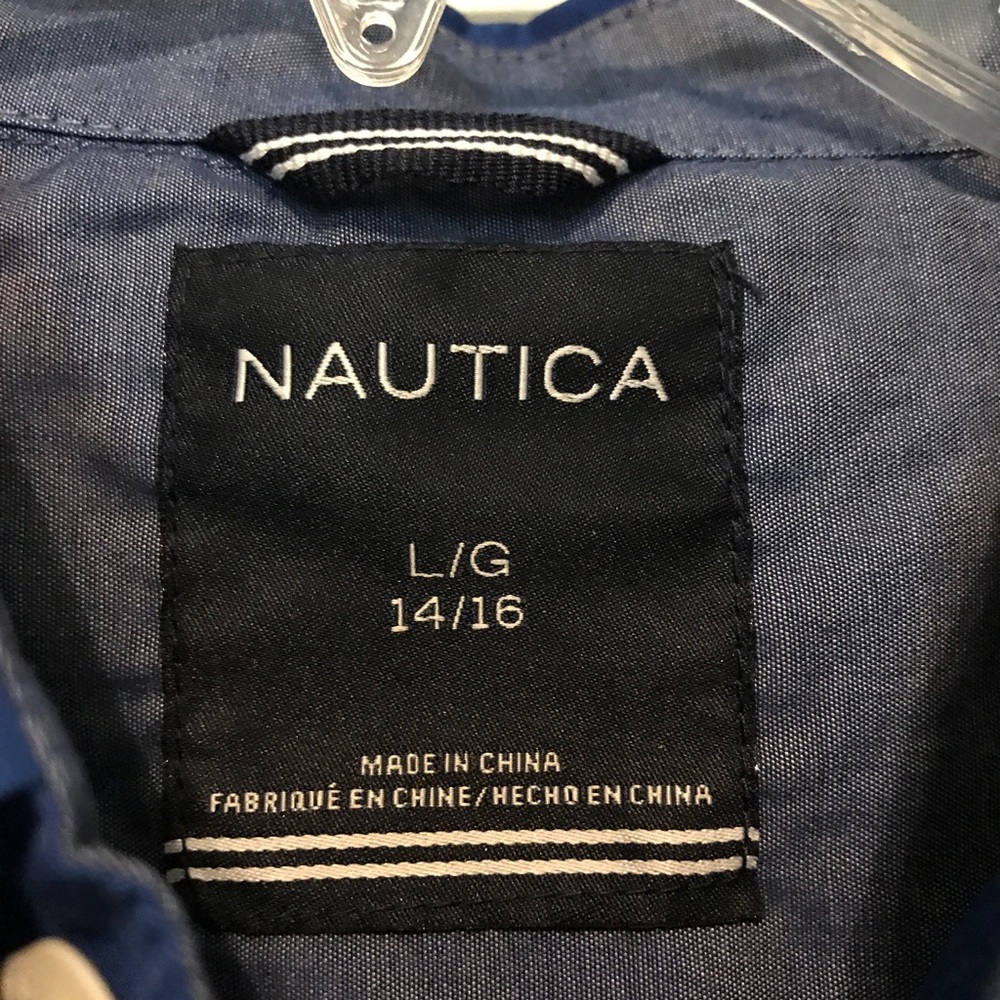 NAUTICA
L/G
14/16
MADE IN CHINA
FABRIQUÉ EN CHINE/HECHO EN CHINA